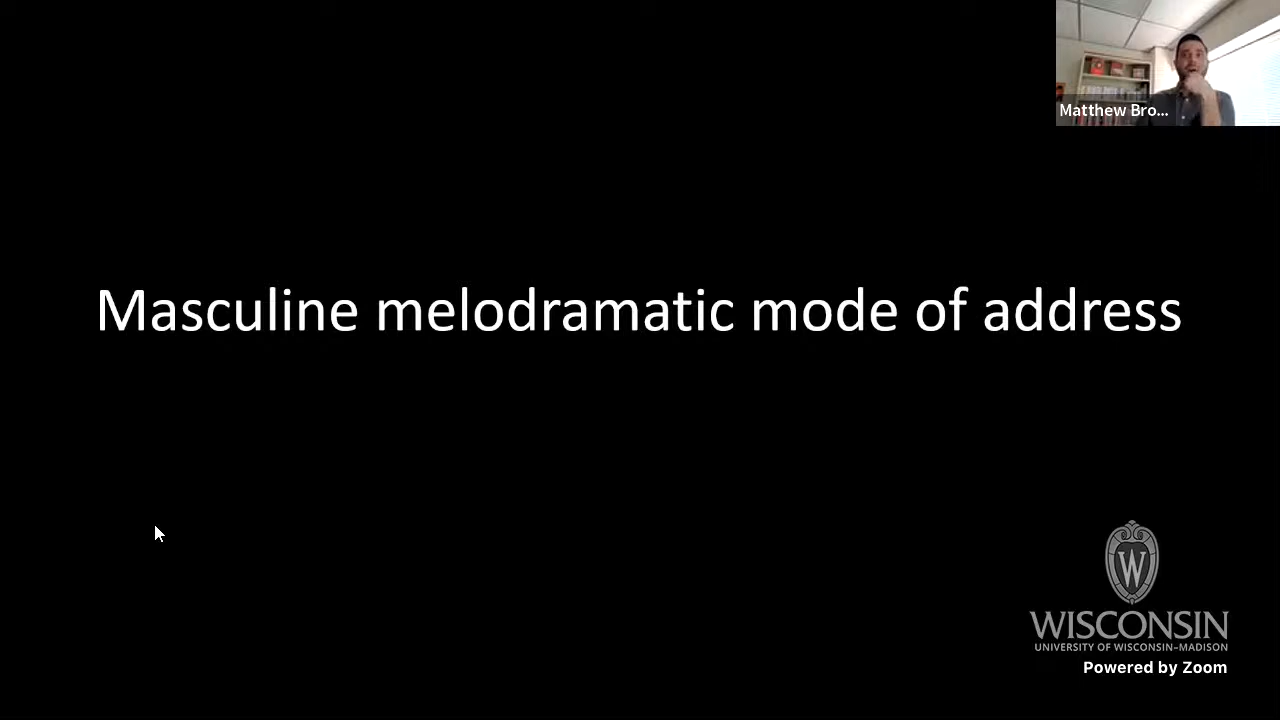 Matthew Bro...
Masculine melodramatic mode of address
W
WISCONSIN
UNIVERSITY OF WISCONSIN–MADISON
Powered by Zoom